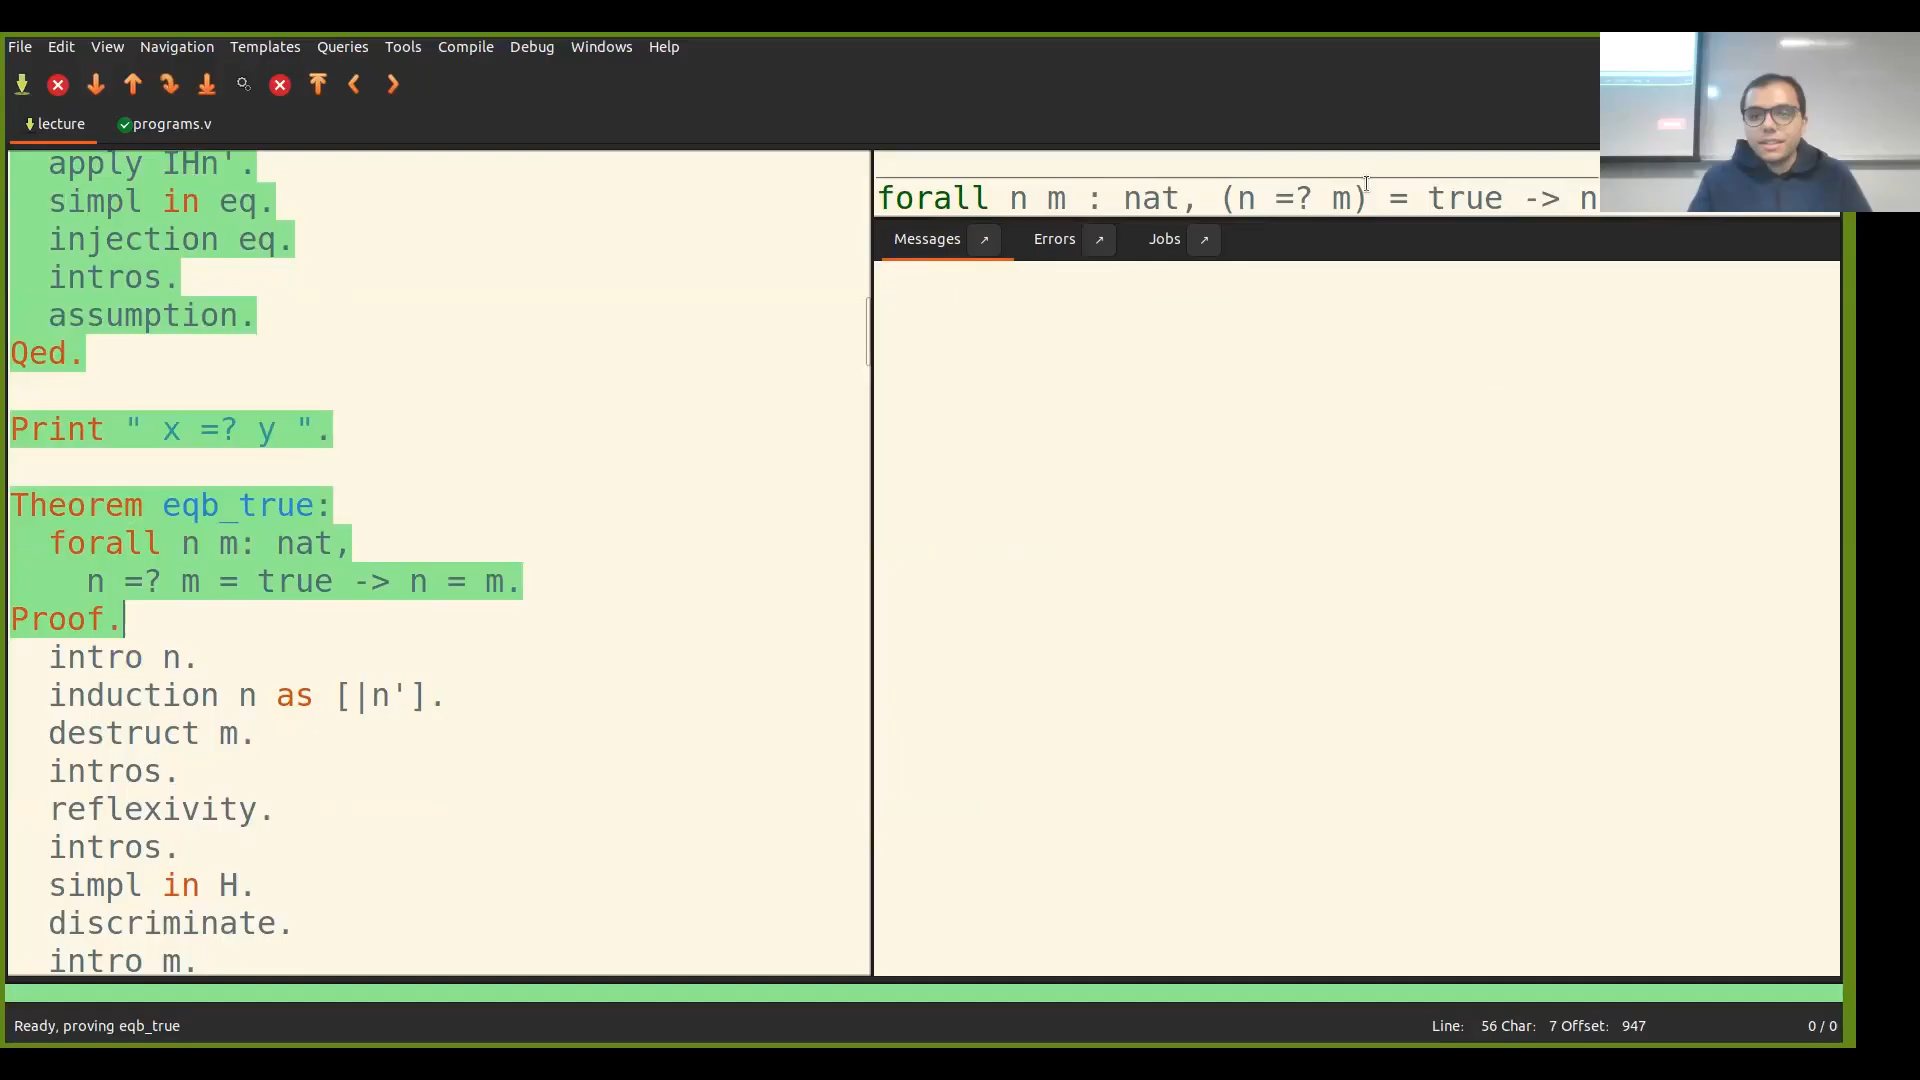 File Edit View Navigation Templates Queries Tools Compile Debug Windows Help
lecture programs.v
apply IHn'.
simpl in eq.
injection eq.
intros.
assumption.
Qed.
Print " x =? y ".
Theorem eqb_true:
forall n m: nat,
n =? m = true -> n = m.
Proof.
intro n.
induction n as [|n'].
destruct m.
intros.
reflexivity.
intros.
simpl in H.
discriminate.
intro m.
forall n m : nat, (n =? m) = true -> n
Messages ↗ Errors ↗ Jobs ↗
Ready, proving eqb_true
Line: 56 Char: 7 Offset: 947 0 / 0